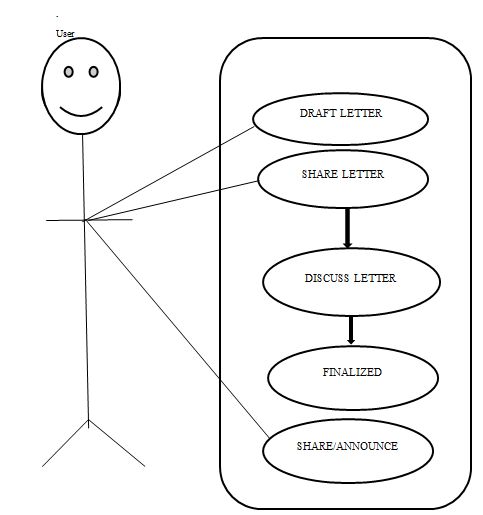 .
User
DRAFT LETTER
SHARE LETTER
DISCUSS LETTER
FINALIZED
SHARE/ANNOUNCE